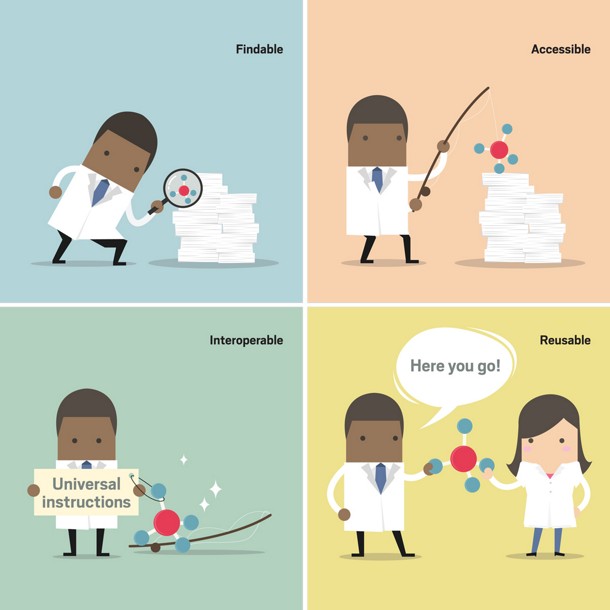 Findable
Accessible
Interoperable
Universal
instructions
Reusable
Here you go!